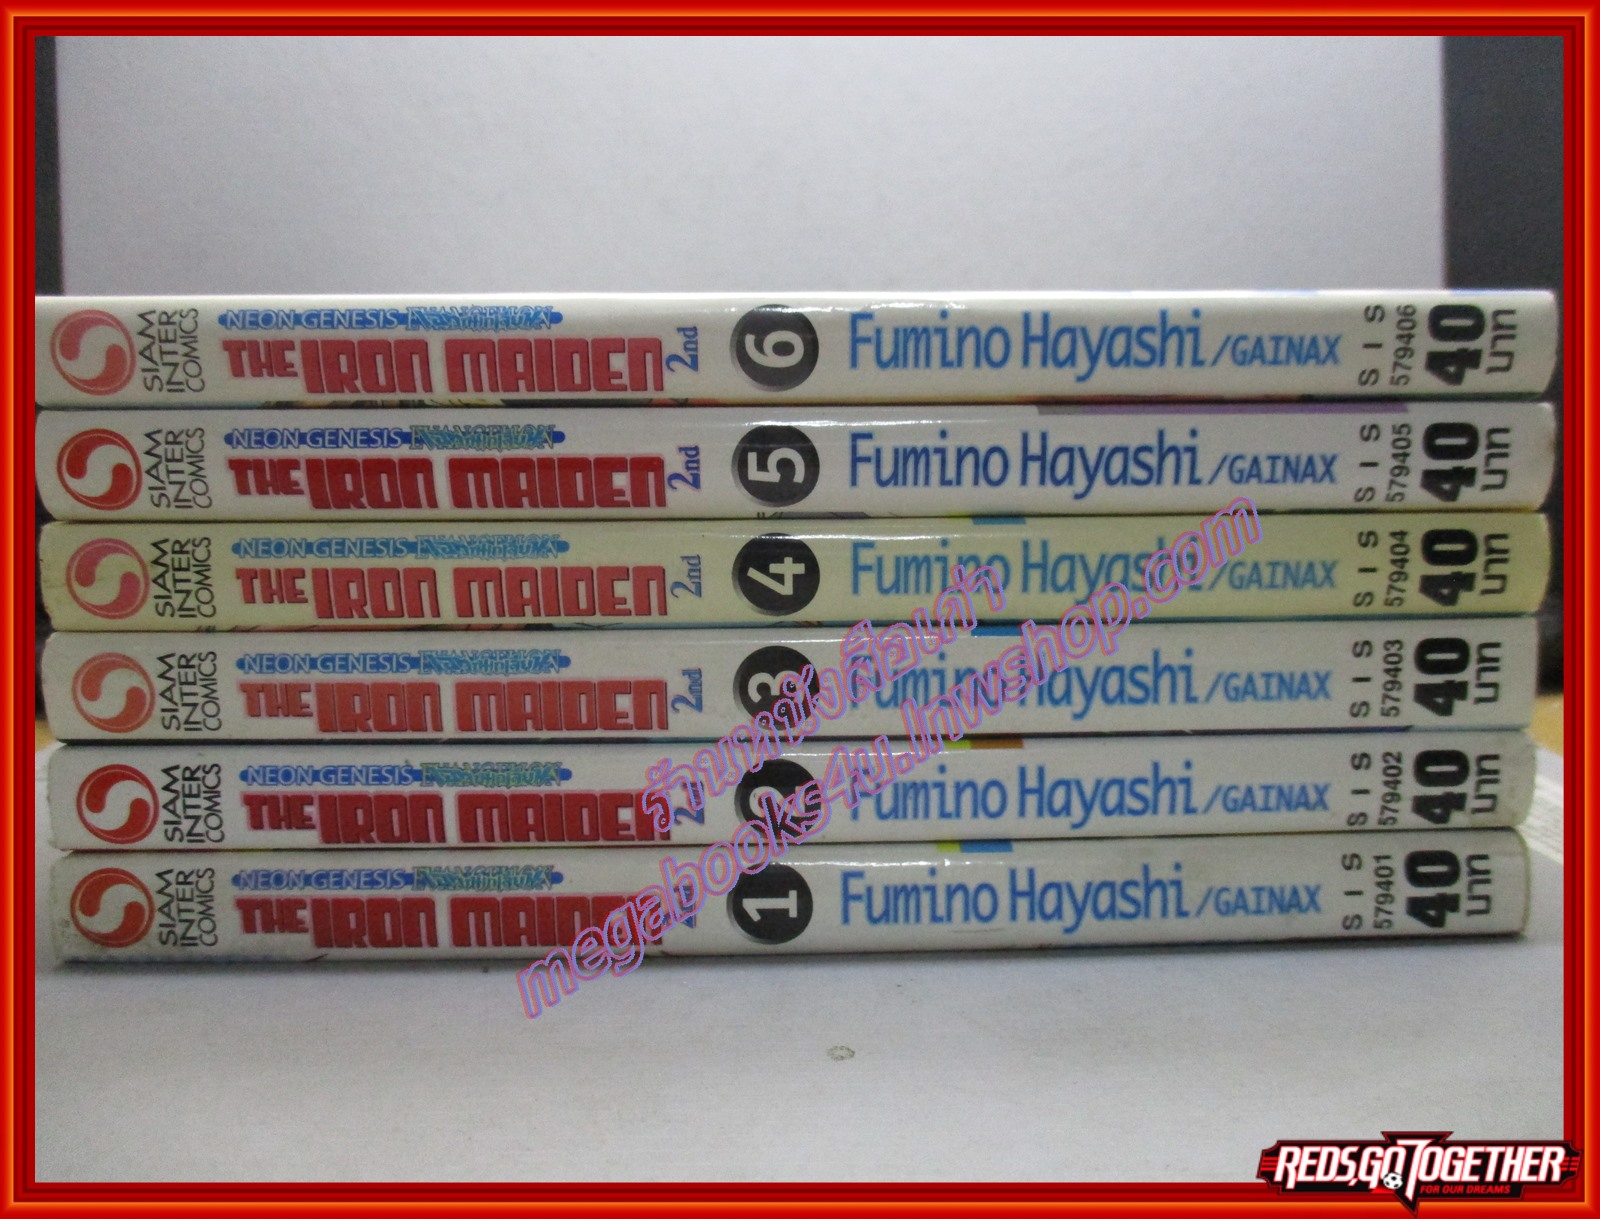 SIAM
INTER
COMICS
NEON GENESIS EVANGELION
THE IRON MAIDEN 2nd
6
Fumino Hayashi/GAINAX
SIS
579406
40
บาท
SIAM
INTER
COMICS
NEON GENESIS EVANGELION
THE IRON MAIDEN 2nd
5
Fumino Hayashi/GAINAX
SIS
579405
40
บาท
SIAM
INTER
COMICS
NEON GENESIS EVANGELION
THE IRON MAIDEN 2nd
4
Fumino Hayashi/GAINAX
SIS
579404
40
บาท
SIAM
INTER
COMICS
NEON GENESIS EVANGELION
THE IRON MAIDEN 2nd
3
Fumino Hayashi/GAINAX
SIS
579403
40
บาท
SIAM
INTER
COMICS
NEON GENESIS EVANGELION
THE IRON MAIDEN 2nd
2
Fumino Hayashi/GAINAX
SIS
579402
40
บาท
SIAM
INTER
COMICS
NEON GENESIS EVANGELION
THE IRON MAIDEN 2nd
1
Fumino Hayashi/GAINAX
SIS
579401
40
บาท
ร้านหนังสือเก่า
megabooks4u.lnwshop.com
REDS,GO TOGETHER
FOR OUR DREAMS